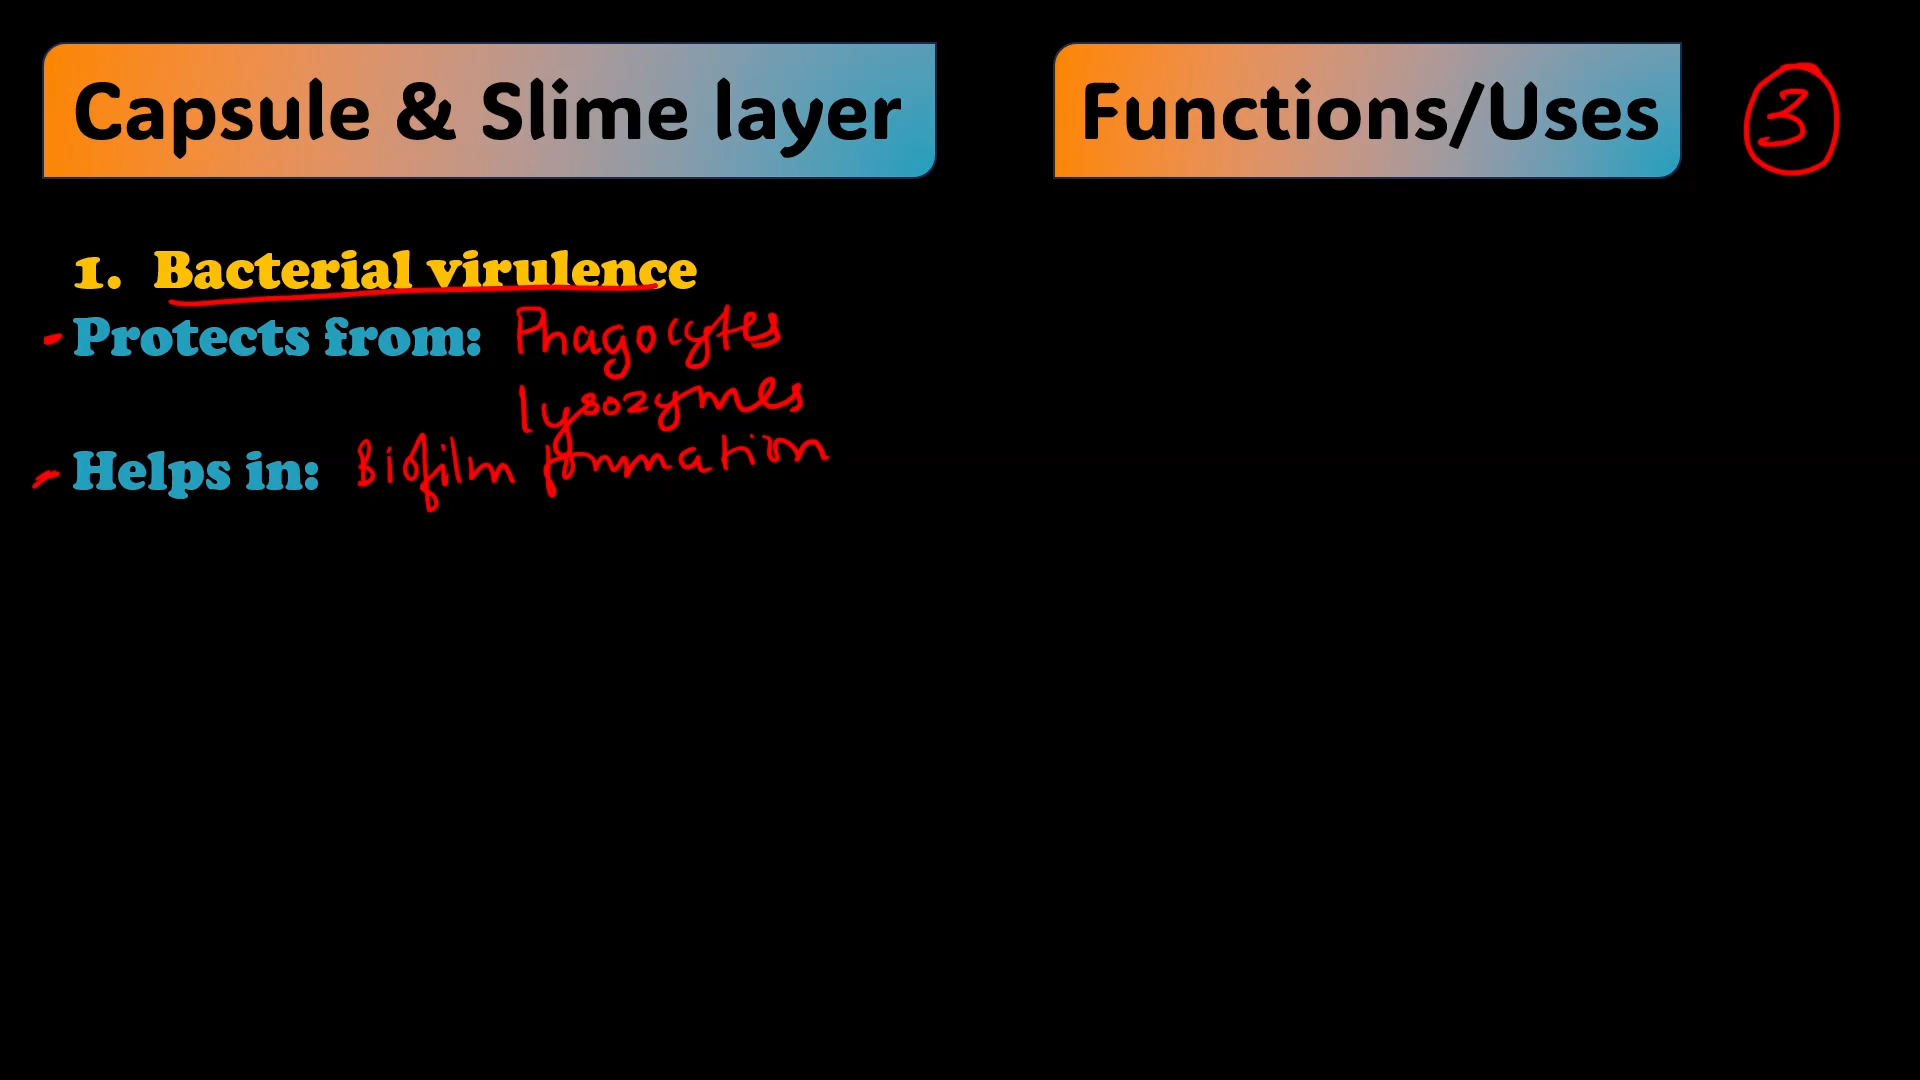 Capsule & Slime layer
Functions/Uses
3
1. Bacterial virulence
- Protects from: Phagocytes
lysozymes
- Helps in: Biofilm formation